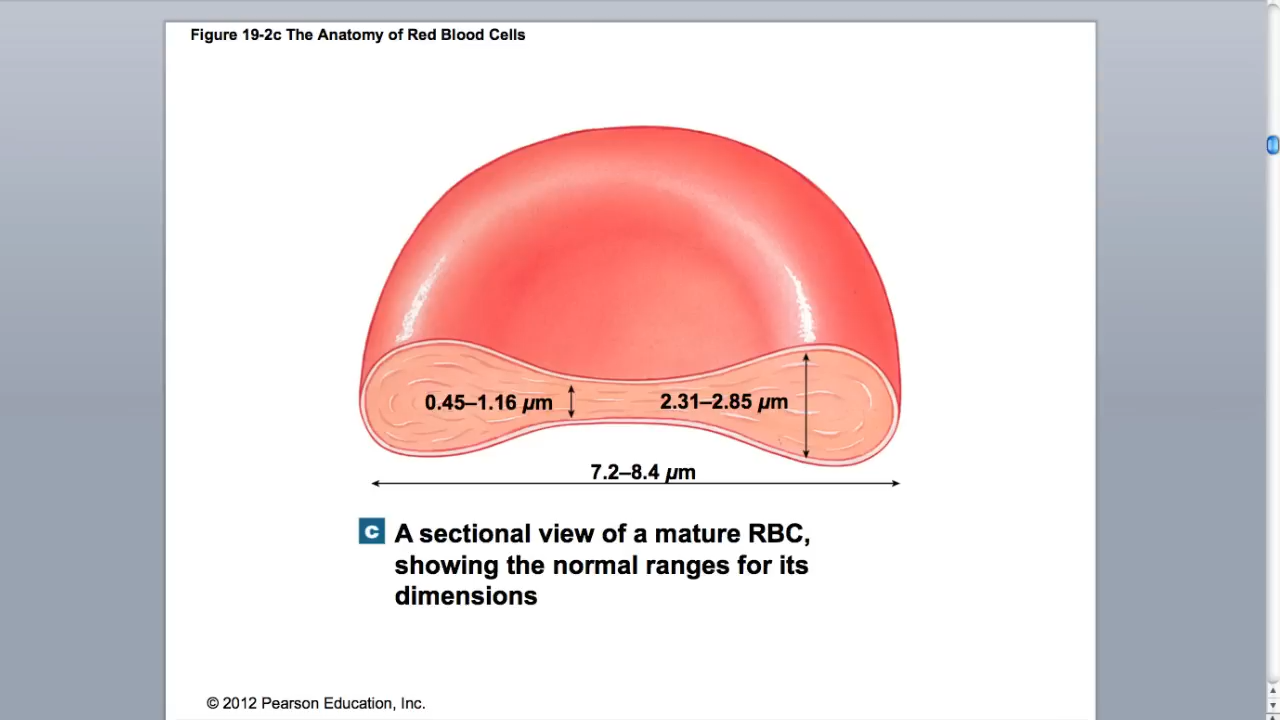 Figure 19-2c The Anatomy of Red Blood Cells
0.45–1.16 µm
2.31–2.85 µm
7.2–8.4 µm
C A sectional view of a mature RBC,
showing the normal ranges for its
dimensions
© 2012 Pearson Education, Inc.